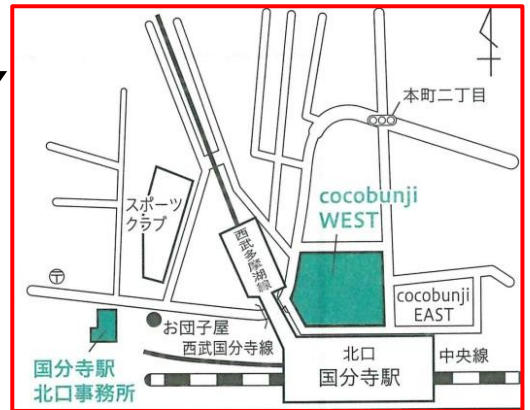 本町二丁目
cocobunji
WEST
スポーツ
クラブ
西武多摩湖線
cocobunji
EAST
〒
お団子屋
西武国分寺線
北口
国分寺駅
中央線
国分寺駅
北口事務所